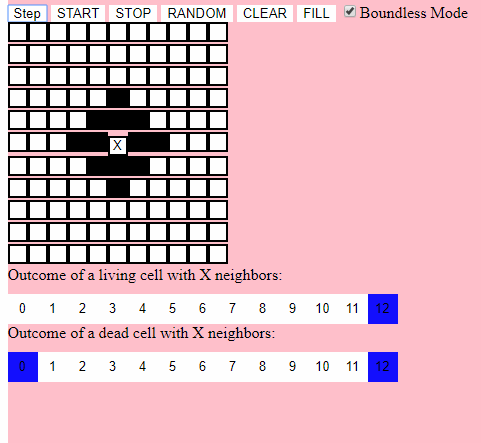 Step START STOP RANDOM CLEAR FILL Boundless Mode
X
Outcome of a living cell with X neighbors:
0 1 2 3 4 5 6 7 8 9 10 11 12
Outcome of a dead cell with X neighbors:
0 1 2 3 4 5 6 7 8 9 10 11 12